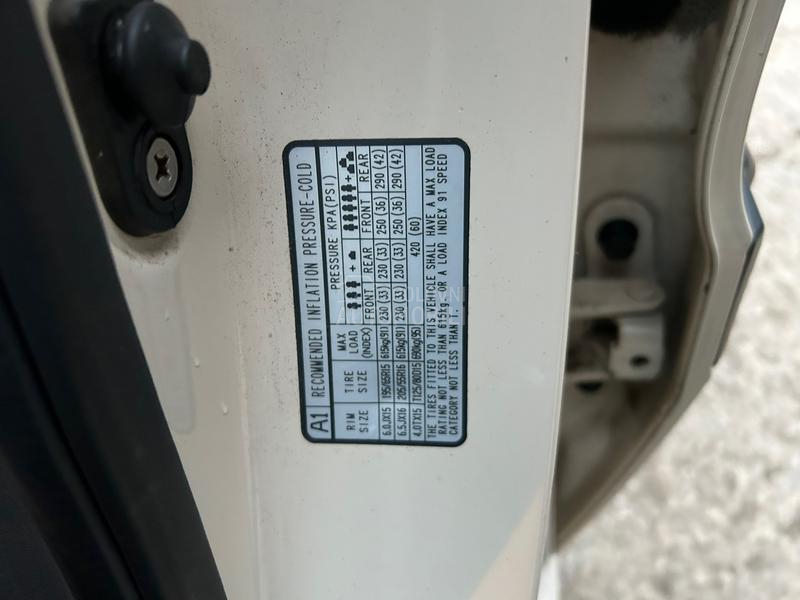 A1 RECOMMENDED INFLATION PRESSURE-COLD
RIM SIZE TIRE SIZE MAX LOAD (INDEX) PRESSURE KPA(PSI)
FRONT REAR FRONT REAR
6.0JX15 195/65R15 615kg(91) 230 (33) 230 (33) 250 (36) 290 (42)
6.5JX16 205/55R16 615kg(91) 230 (33) 230 (33) 250 (36) 290 (42)
4.0TX15 T125/80D15 690kg(95) 420 (60)
THE TIRES FITTED TO THIS VEHICLE SHALL HAVE A MAX LOAD
RATING NOT LESS THAN 615kg OR A LOAD INDEX 91 SPEED
CATEGORY NOT LESS THAN T.